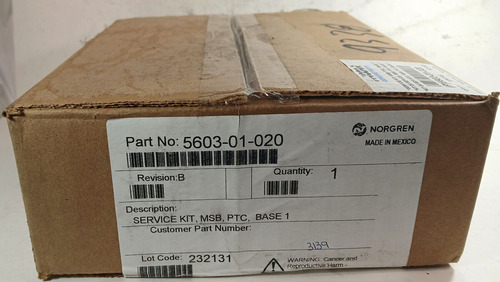 Part No: 5603-01-020
NORGREN
MADE IN MEXICO
Revision:B
Quantity: 1
Description:
SERVICE KIT, MSB, PTC, BASE 1
Customer Part Number:
3139
Lot Code: 232131
WARNING: Cancer and
Reproductive Harm -